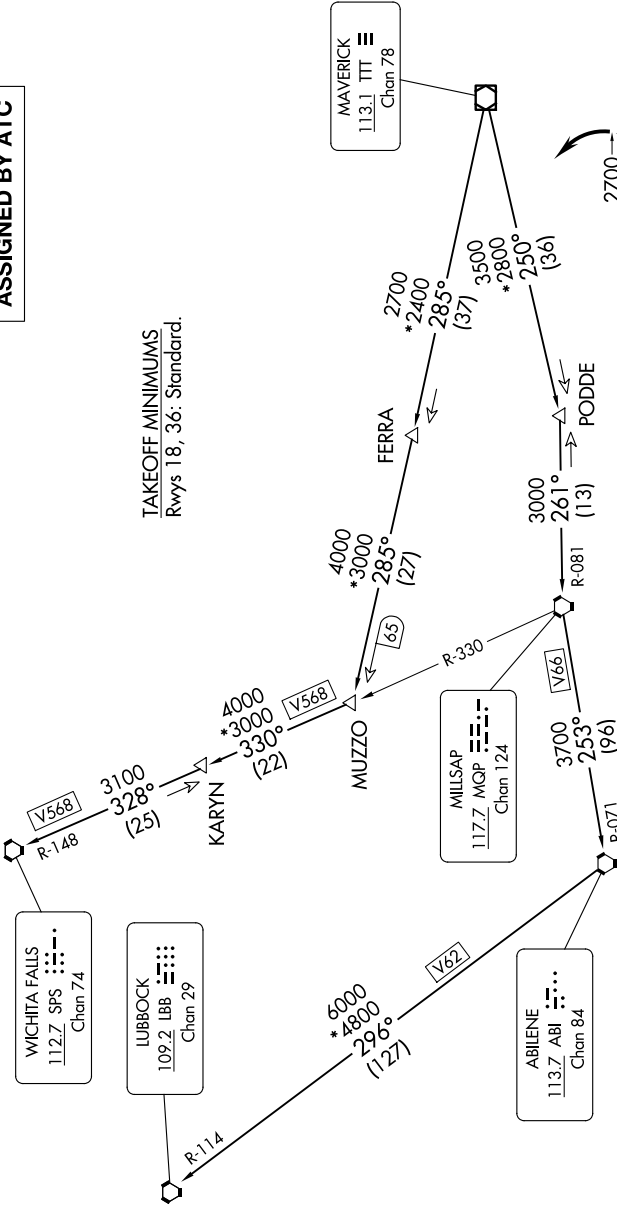 ASSIGNED BY ATC
TAKEOFF MINIMUMS
Rwys 18, 36: Standard.
MAVERICK
113.1 TTT
Chan 78
2700
*2400
285°
(37)
3500
*2800
250°
(36)
2700
FERRA
PODDE
4000
*3000
285°
(27)
3000
261°
(13)
R-081
65
R-330
MUZZO
V568
4000
*3000
330°
(22)
KARYN
3100
328°
(25)
V568
R-148
WICHITA FALLS
112.7 SPS
Chan 74
LUBBOCK
109.2 LBB
Chan 29
MILLSAP
117.7 MQP
Chan 124
V66
3700
253°
(96)
R-071
V62
6000
*4800
296°
(127)
R-114
ABILENE
113.7 ABI
Chan 84